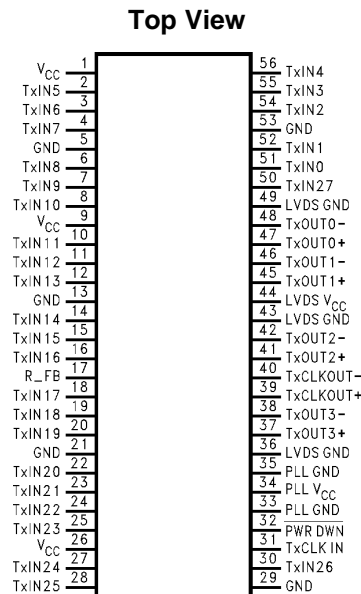 Top View
VCC 1
TxIN5 2
TxIN6 3
TxIN7 4
GND 5
TxIN8 6
TxIN9 7
TxIN10 8
VCC 9
TxIN11 10
TxIN12 11
TxIN13 12
GND 13
TxIN14 14
TxIN15 15
TxIN16 16
R_FB 17
TxIN17 18
TxIN18 19
TxIN19 20
GND 21
TxIN20 22
TxIN21 23
TxIN22 24
TxIN23 25
VCC 26
TxIN24 27
TxIN25 28
56 TxIN4
55 TxIN3
54 TxIN2
53 GND
52 TxIN1
51 TxIN0
50 TxIN27
49 LVDS GND
48 TxOUT0-
47 TxOUT0+
46 TxOUT1-
45 TxOUT1+
44 LVDS VCC
43 LVDS GND
42 TxOUT2-
41 TxOUT2+
40 TxCLKOUT-
39 TxCLKOUT+
38 TxOUT3-
37 TxOUT3+
36 LVDS GND
35 PLL GND
34 PLL VCC
33 PLL GND
32 PWR DWN
31 TxCLK IN
30 TxIN26
29 GND